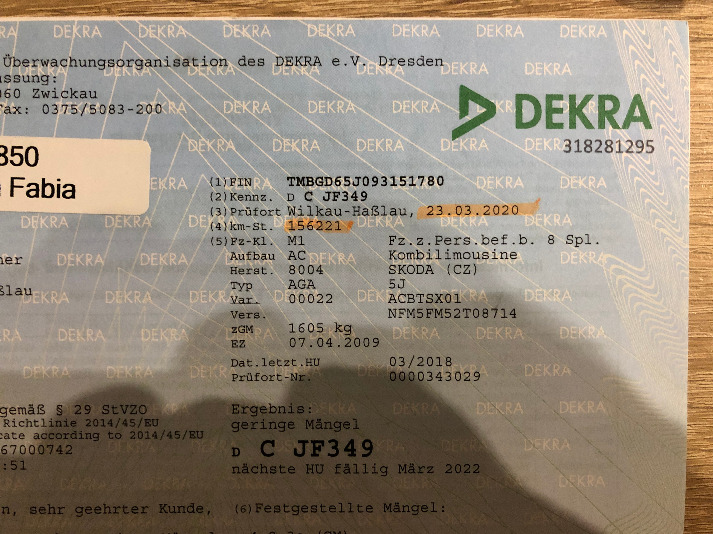 Überwachungsorganisation des DEKRA e.V. Dresden
assung:
060 Zwickau
Fax: 0375/5083-200
DEKRA
318281295
850
Fabia
(1) FIN TMBGD65J093151780
(2) Kennz. D C JF349
(3) Prüfort Wilkau-Haßlau, 23.03.2020
(4) km-St. 156221
(5) Fz-Kl. M1 Fz.z.Pers.bef.b. 8 Spl.
Aufbau AC Kombilimousine
Herst. 8004 SKODA (CZ)
Typ AGA 5J
Var. 00022 ACBTSX01
Vers. NFM5FM52T08714
zGM 1605 kg
EZ 07.04.2009
Dat.letzt.HU 03/2018
Prüfort-Nr. 0000343029
ner
ßlau
gemäß § 29 StVZO
Richtlinie 2014/45/EU
cate according to 2014/45/EU
67000742
:51
Ergebnis:
geringe Mängel
D C JF349
nächste HU fällig März 2022
n, sehr geehrter Kunde,
(6) Festgestellte Mängel: